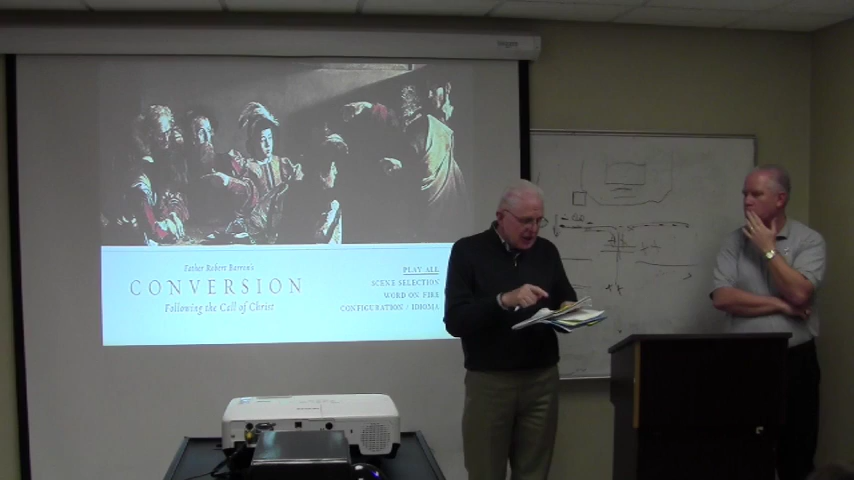 Father Robert Barron's
CONVERSION
Following the Call of Christ
PLAY ALL
SCENE SELECTION
WORD ON FIRE
CONFIGURATION / IDIOMA